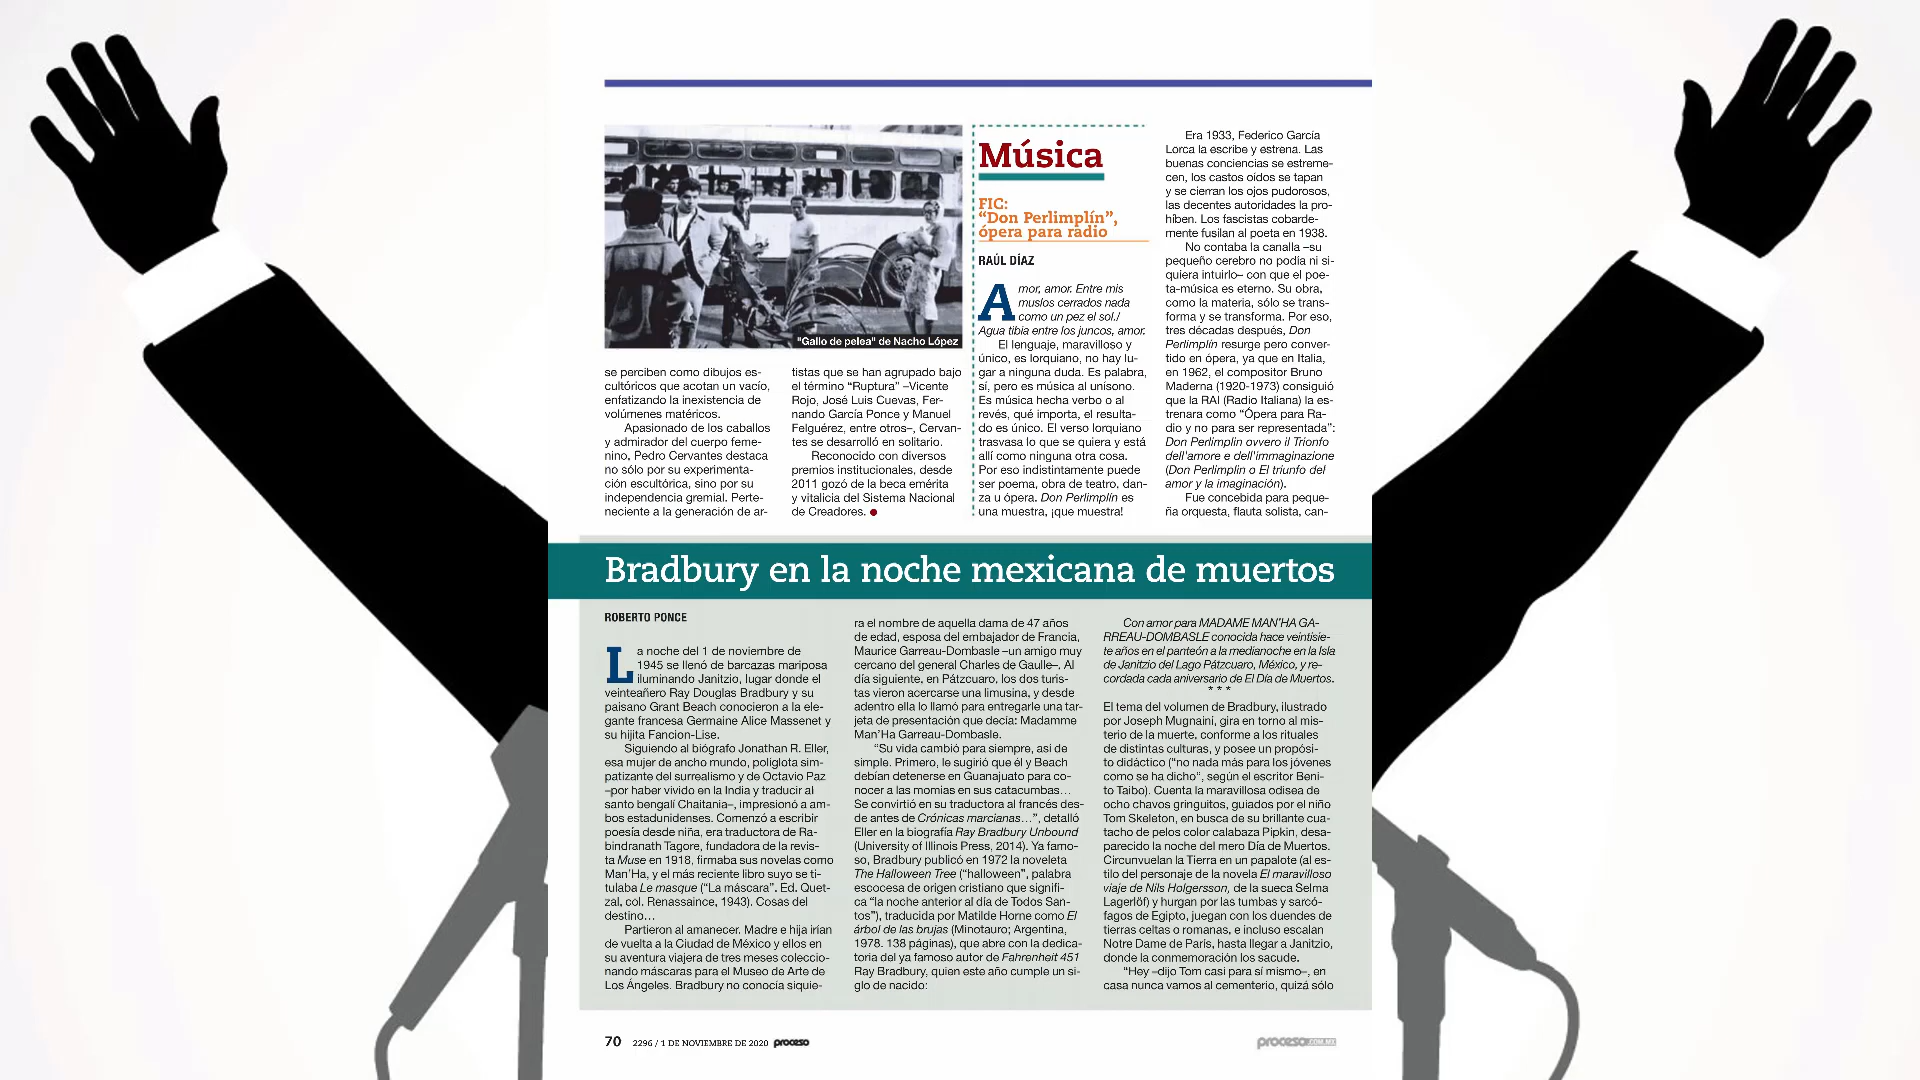 "Gallo de pelea" de Nacho López
se perciben como dibujos es-
cultóricos que acotan un vacío,
enfatizando la inexistencia de
volúmenes matéricos.
Apasionado de los caballos
y admirador del cuerpo feme-
nino, Pedro Cervantes destaca
no sólo por su experimenta-
ción escultórica, sino por su
independencia gremial. Perte-
neciente a la generación de ar-
tistas que se han agrupado bajo
el término “Ruptura” –Vicente
Rojo, José Luis Cuevas, Fer-
nando García Ponce y Manuel
Felguérez, entre otros–, Cervan-
tes se desarrolló en solitario.
Reconocido con diversos
premios institucionales, desde
2011 gozó de la beca emérita
y vitalicia del Sistema Nacional
de Creadores.
Música
FIC:
“Don Perlimplín”,
ópera para radio
RAÚL DÍAZ
Amor, amor. Entre mis
muslos cerrados nada
como un pez el sol./
Agua tibia entre los juncos, amor.
El lenguaje, maravilloso y
único, es lorquiano, no hay lu-
gar a ninguna duda. Es palabra,
sí, pero es música al unísono.
Es música hecha verbo o al
revés, qué importa, el resulta-
do es único. El verso lorquiano
trasvasa lo que se quiera y está
allí como ninguna otra cosa.
Por eso indistintamente puede
ser poema, obra de teatro, dan-
za u ópera. Don Perlimplín es
una muestra, ¡que muestra!
Era 1933, Federico García
Lorca la escribe y estrena. Las
buenas conciencias se estreme-
cen, los castos oídos se tapan
y se cierran los ojos pudorosos,
las decentes autoridades la pro-
híben. Los fascistas cobarde-
mente fusilan al poeta en 1938.
No contaba la canalla –su
pequeño cerebro no podía ni si-
quiera intuirlo– con que el poe-
ta-música es eterno. Su obra,
como la materia, sólo se trans-
forma y se transforma. Por eso,
tres décadas después, Don
Perlimplín resurge pero conver-
tido en ópera, ya que en Italia,
en 1962, el compositor Bruno
Maderna (1920-1973) consiguió
que la RAI (Radio Italiana) la es-
trenara como “Ópera para Ra-
dio y no para ser representada”:
Don Perlimplin ovvero il Trionfo
dell'amore e dell'immaginazione
(Don Perlimplin o El triunfo del
amor y la imaginación).
Fue concebida para peque-
ña orquesta, flauta solista, can-
Bradbury en la noche mexicana de muertos
ROBERTO PONCE
La noche del 1 de noviembre de
1945 se llenó de barcazas mariposa
iluminando Janitzio, lugar donde el
veinteañero Ray Douglas Bradbury y su
paisano Grant Beach conocieron a la ele-
gante francesa Germaine Alice Massenet y
su hijita Fancion-Lise.
Siguiendo al biógrafo Jonathan R. Eller,
esa mujer de ancho mundo, políglota sim-
patizante del surrealismo y de Octavio Paz
–por haber vivido en la India y traducir al
santo bengalí Chaitania–, impresionó a am-
bos estadunidenses. Comenzó a escribir
poesía desde niña, era traductora de Ra-
bindranath Tagore, fundadora de la revis-
ta Muse en 1918, firmaba sus novelas como
Man’Ha, y el más reciente libro suyo se ti-
tulaba Le masque (“La máscara”. Ed. Quet-
zal, col. Renassaince, 1943). Cosas del
destino…
Partieron al amanecer. Madre e hija irían
de vuelta a la Ciudad de México y ellos en
su aventura viajera de tres meses coleccio-
nando máscaras para el Museo de Arte de
Los Ángeles. Bradbury no conocía siquie-
ra el nombre de aquella dama de 47 años
de edad, esposa del embajador de Francia,
Maurice Garreau-Dombasle –un amigo muy
cercano del general Charles de Gaulle–. Al
día siguiente, en Pátzcuaro, los dos turis-
tas vieron acercarse una limusina, y desde
adentro ella lo llamó para entregarle una tar-
jeta de presentación que decía: Madamme
Man’Ha Garreau-Dombasle.
“Su vida cambió para siempre, así de
simple. Primero, le sugirió que él y Beach
debían detenerse en Guanajuato para co-
nocer a las momias en sus catacumbas…
Se convirtió en su traductora al francés des-
de antes de Crónicas marcianas…”, detalló
Eller en la biografía Ray Bradbury Unbound
(University of Illinois Press, 2014). Ya famo-
so, Bradbury publicó en 1972 la noveleta
The Halloween Tree (“halloween”, palabra
escocesa de origen cristiano que signifi-
ca “la noche anterior al día de Todos San-
tos”), traducida por Matilde Horne como El
árbol de las brujas (Minotauro; Argentina,
1978. 138 páginas), que abre con la dedica-
toria del ya famoso autor de Fahrenheit 451
Ray Bradbury, quien este año cumple un si-
glo de nacido:
Con amor para MADAME MAN’HA GA-
RREAU-DOMBASLE conocida hace veintisie-
te años en el panteón a la medianoche en la Isla
de Janitzio del Lago Pátzcuaro, México, y re-
cordada cada aniversario de El Día de Muertos.
* * *
El tema del volumen de Bradbury, ilustrado
por Joseph Mugnaini, gira en torno al mis-
terio de la muerte, conforme a los rituales
de distintas culturas, y posee un propósi-
to didáctico (“no nada más para los jóvenes
como se ha dicho“, según el escritor Beni-
to Taibo). Cuenta la maravillosa odisea de
ocho chavos gringuitos, guiados por el niño
Tom Skeleton, en busca de su brillante cua-
tacho de pelos color calabaza Pipkin, desa-
parecido la noche del mero Día de Muertos.
Circunvuelan la Tierra en un papalote (al es-
tilo del personaje de la novela El maravilloso
viaje de Nils Holgersson, de la sueca Selma
Lagerlöf) y hurgan por las tumbas y sarcó-
fagos de Egipto, juegan con los duendes de
tierras celtas o romanas, e incluso escalan
Notre Dame de París, hasta llegar a Janitzio,
donde la conmemoración los sacude.
“Hey –dijo Tom casi para sí mismo–, en
casa nunca vamos al cementerio, quizá sólo
70 2296 / 1 DE NOVIEMBRE DE 2020 proceso
proceso.COM.MX